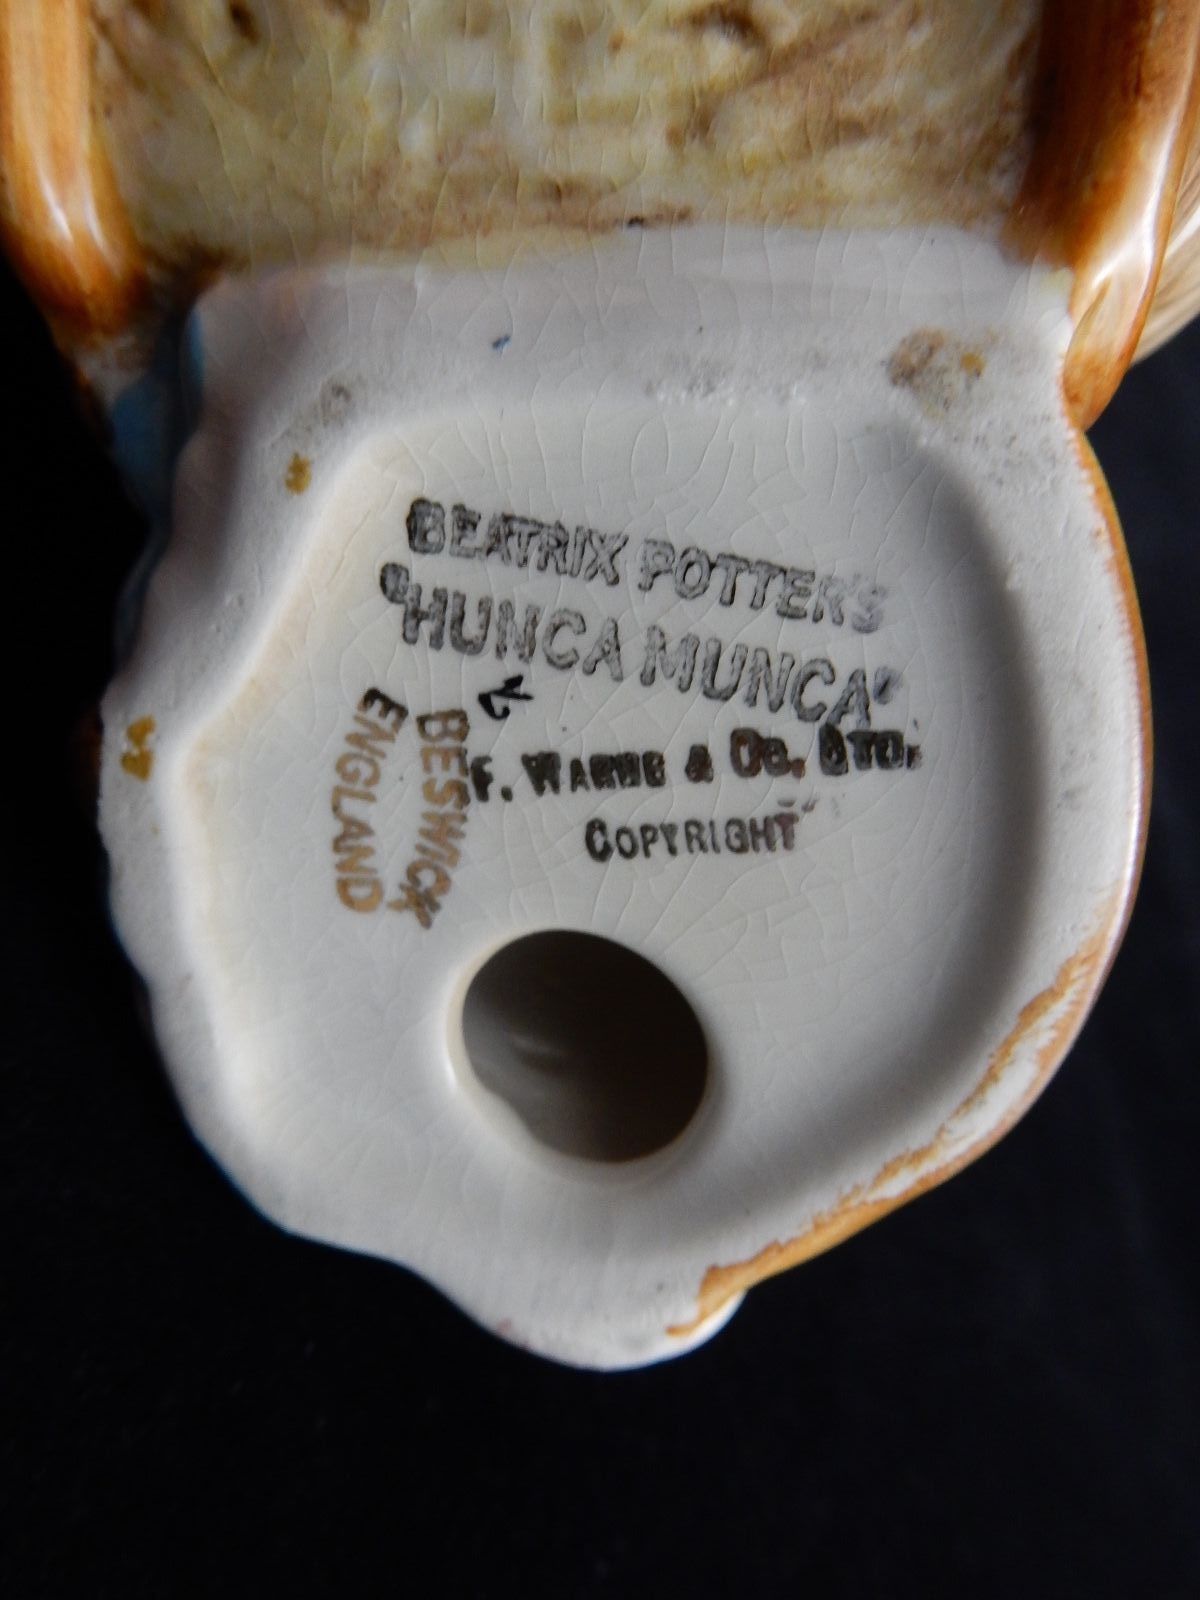 BEATRIX POTTER'S
"HUNCA MUNCA"
F. WARNE & CO. LTD.
COPYRIGHT
BESWICK
ENGLAND